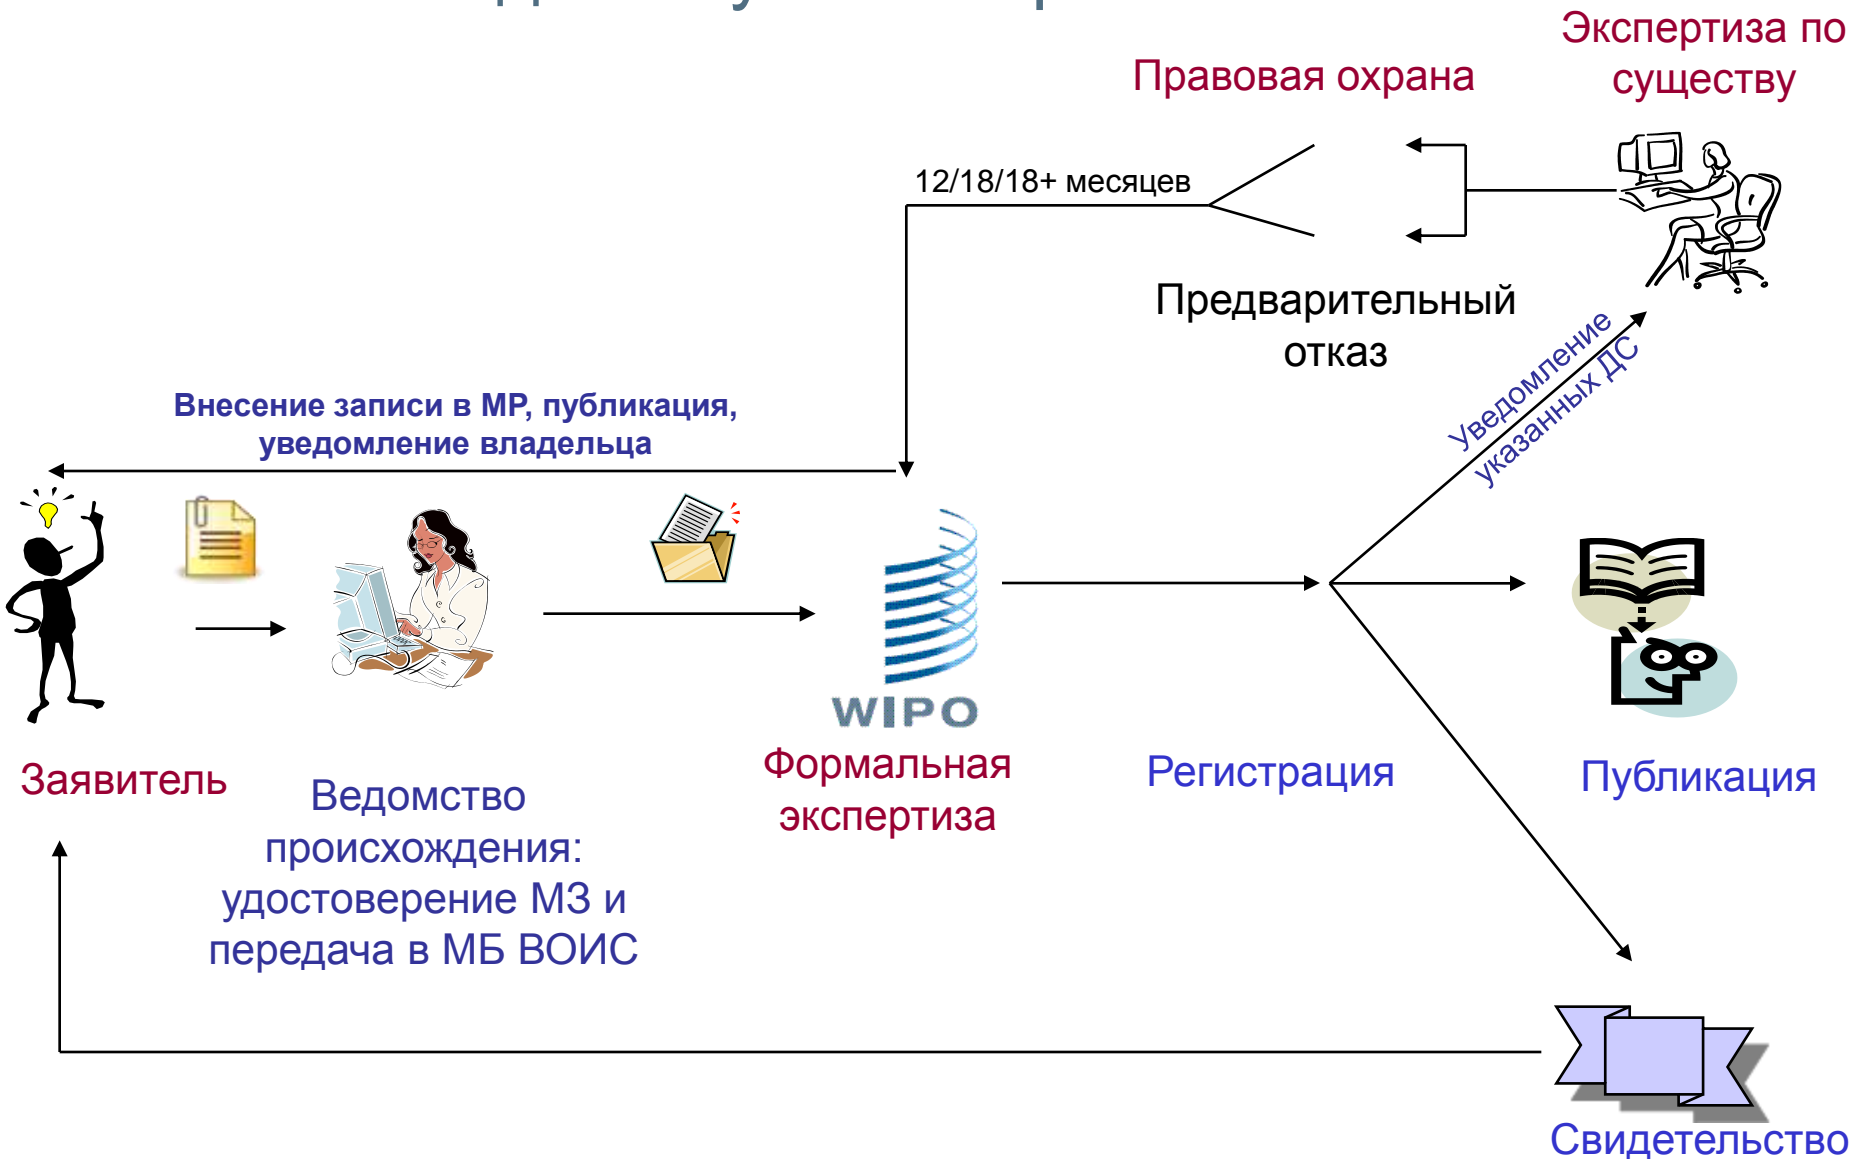 Экспертиза по
существу
Правовая охрана
12/18/18+ месяцев
Предварительный
отказ
Уведомление
указанных ДС
Внесение записи в МР, публикация,
уведомление владельца
WIPO
Заявитель
Ведомство
происхождения:
удостоверение МЗ и
передача в МБ ВОИС
Формальная
экспертиза
Регистрация
Публикация
Свидетельство